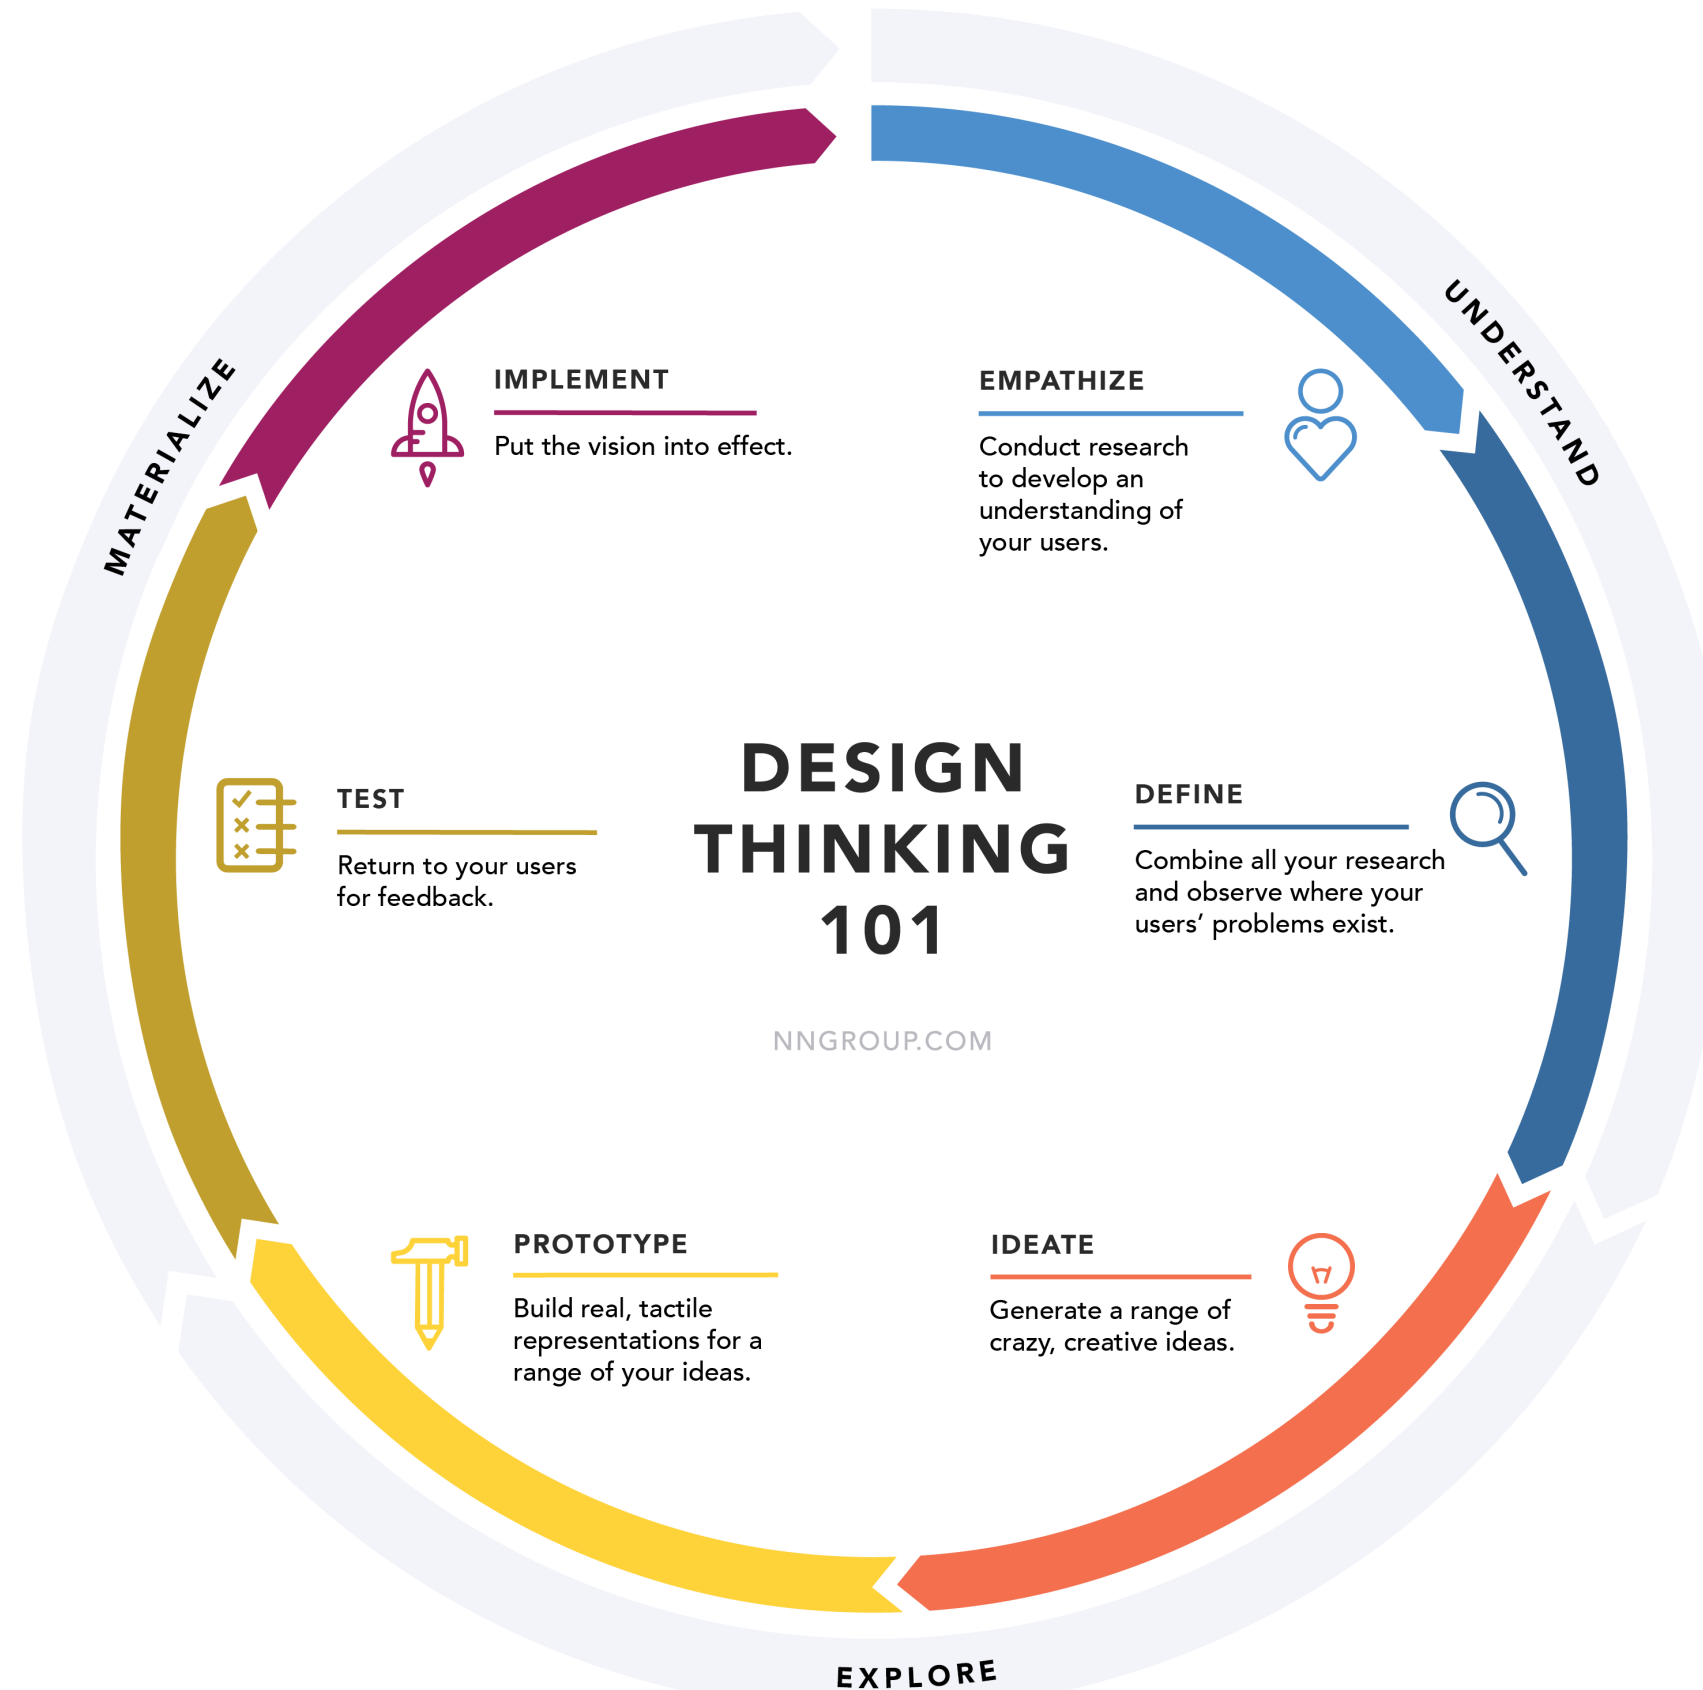 DESIGN
THINKING
101
NNGROUP.COM
UNDERSTAND
EMPATHIZE
Conduct research
to develop an
understanding of
your users.
DEFINE
Combine all your research
and observe where your
users’ problems exist.
EXPLORE
IDEATE
Generate a range of
crazy, creative ideas.
PROTOTYPE
Build real, tactile
representations for a
range of your ideas.
MATERIALIZE
TEST
Return to your users
for feedback.
IMPLEMENT
Put the vision into effect.